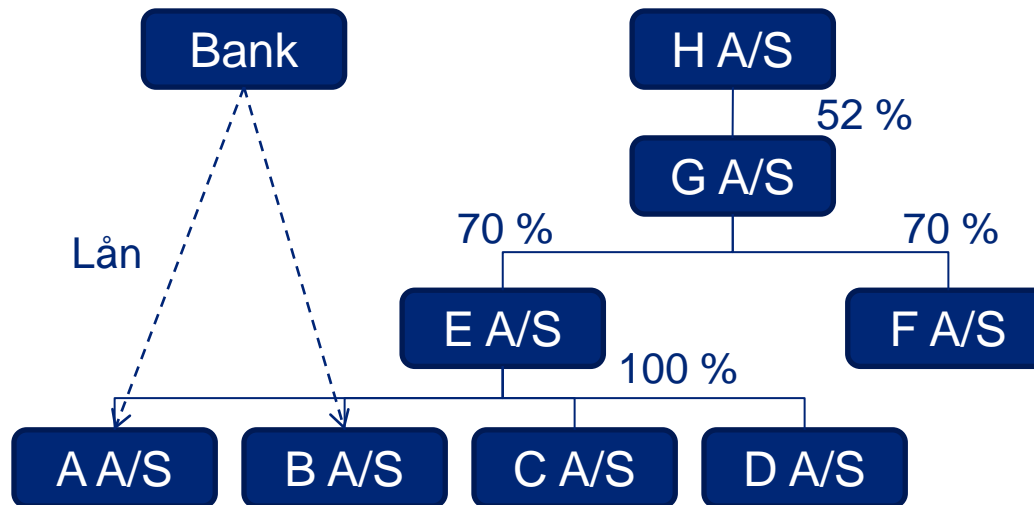 Bank
H A/S
52 %
G A/S
70 %
70 %
Lån
E A/S
F A/S
100 %
A A/S
B A/S
C A/S
D A/S